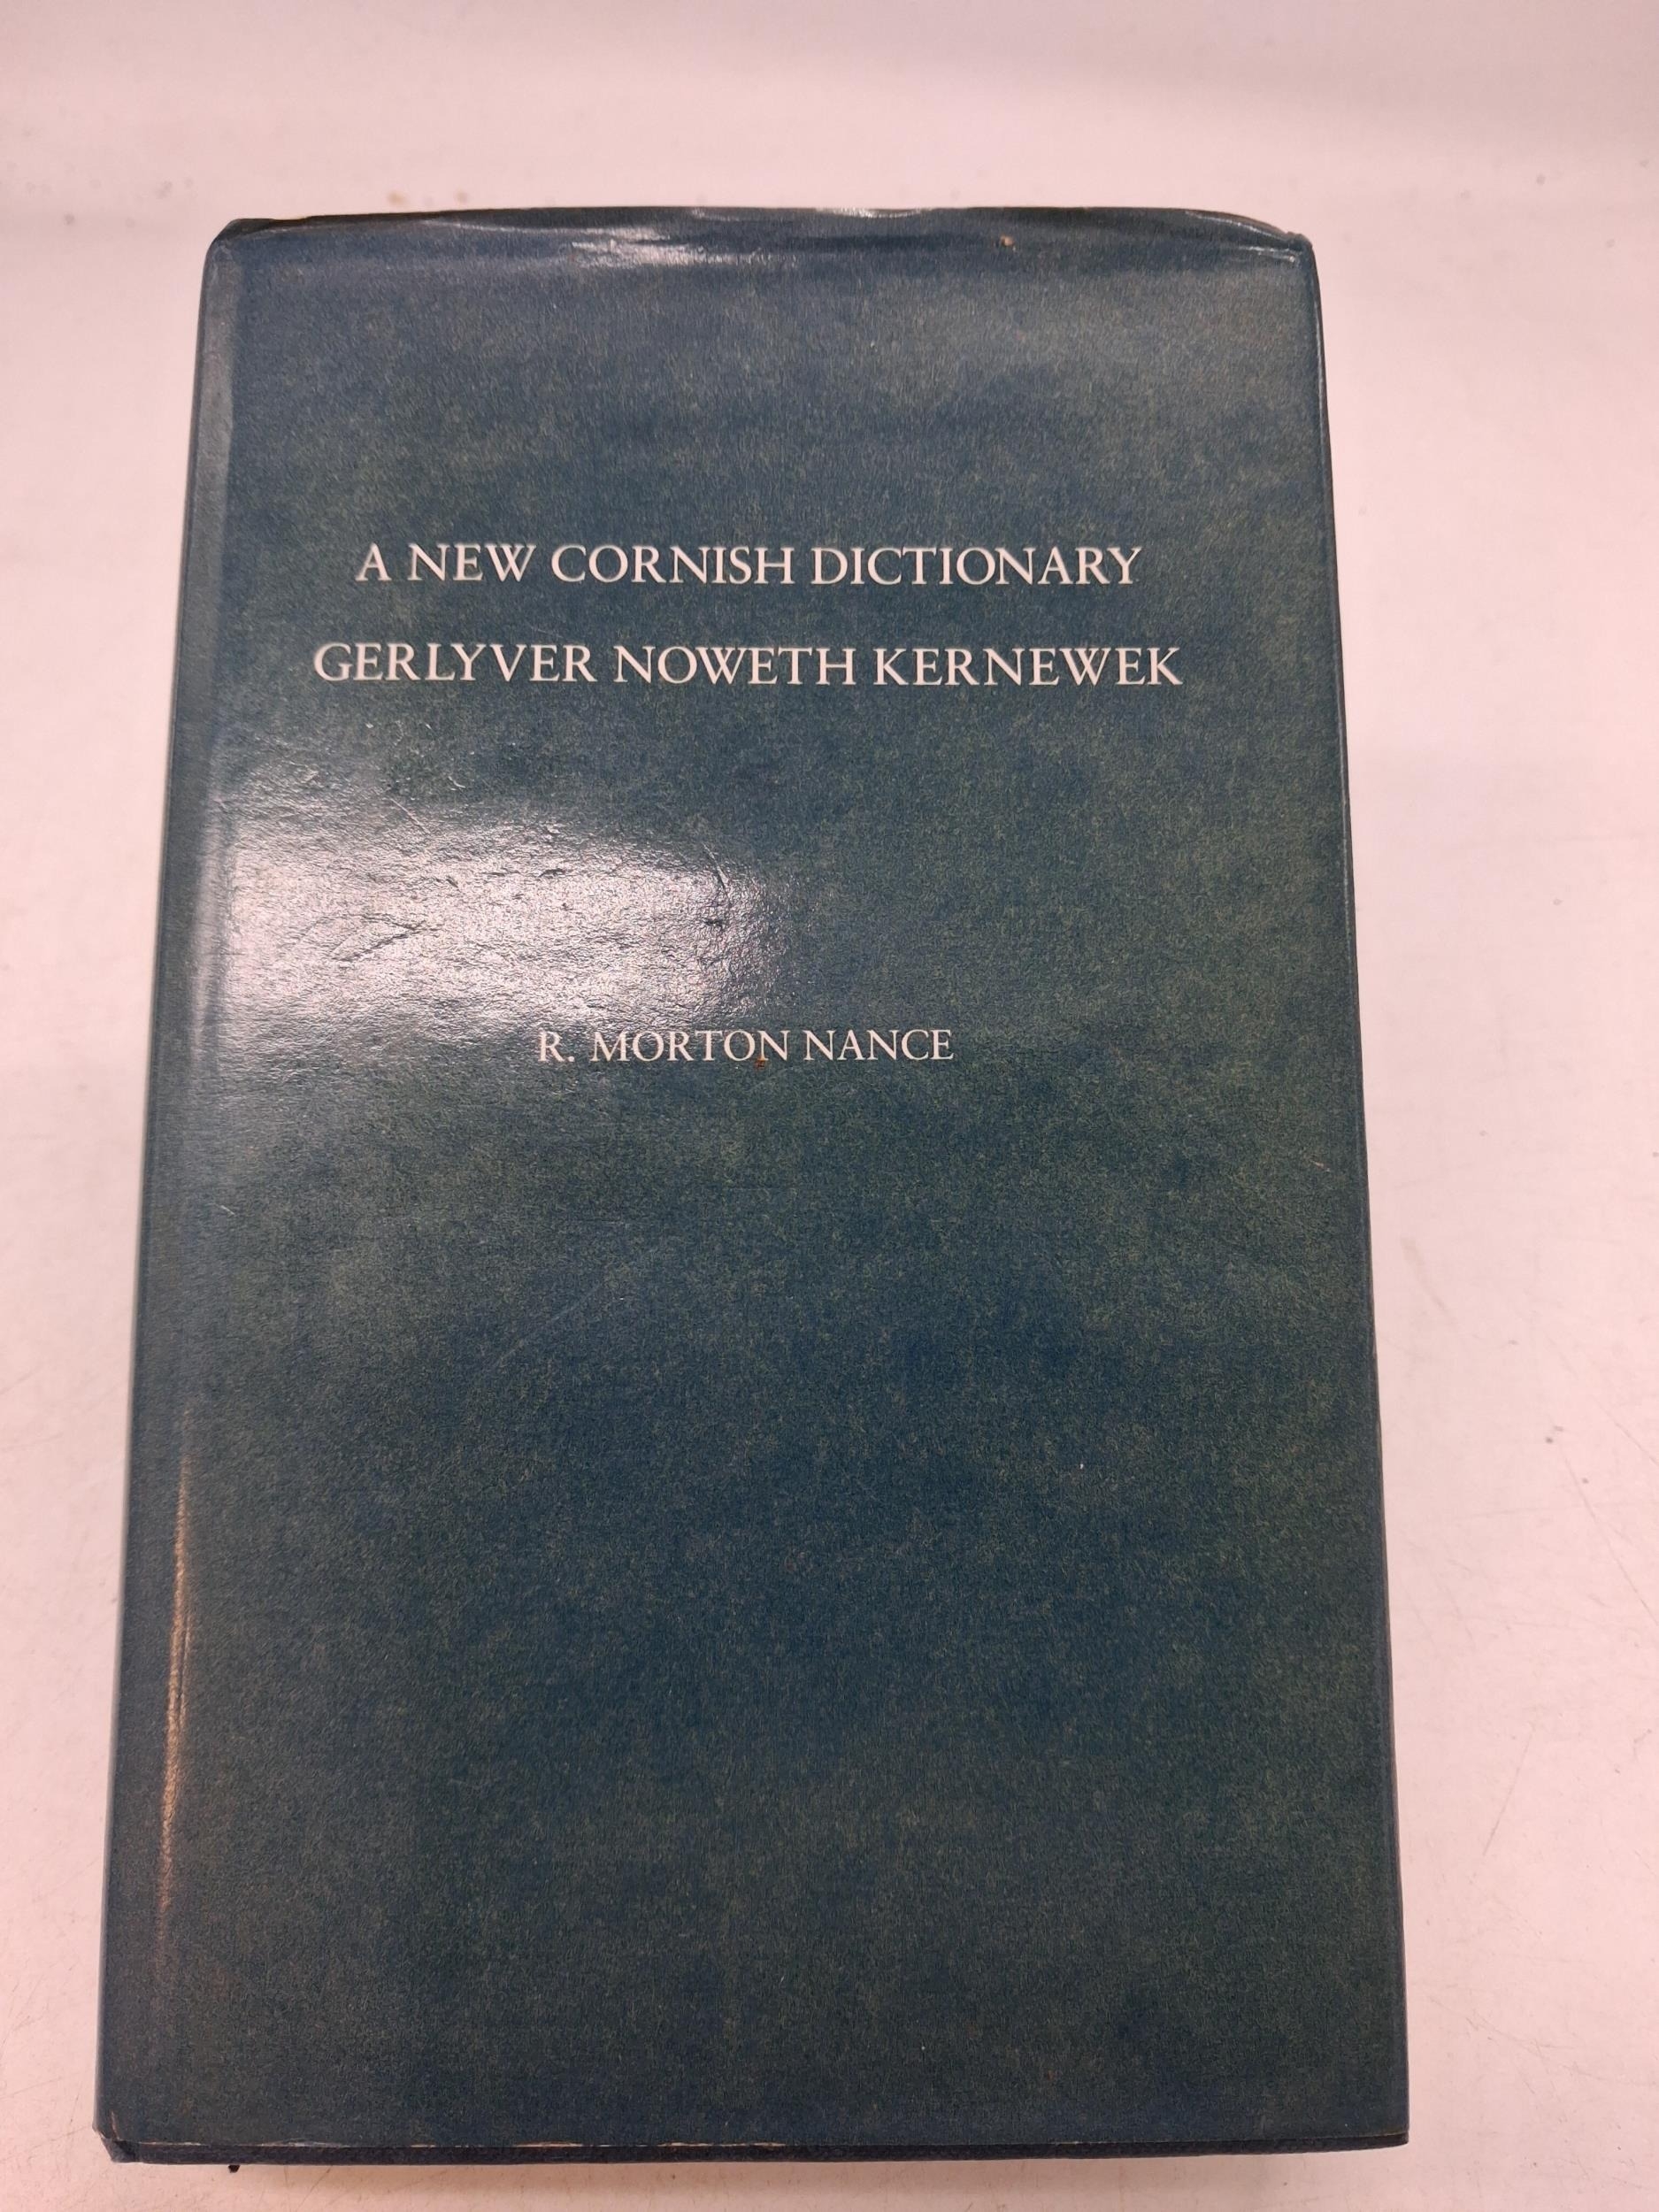 A NEW CORNISH DICTIONARY
GERLYVER NOWETH KERNEWEK
R. MORTON NANCE